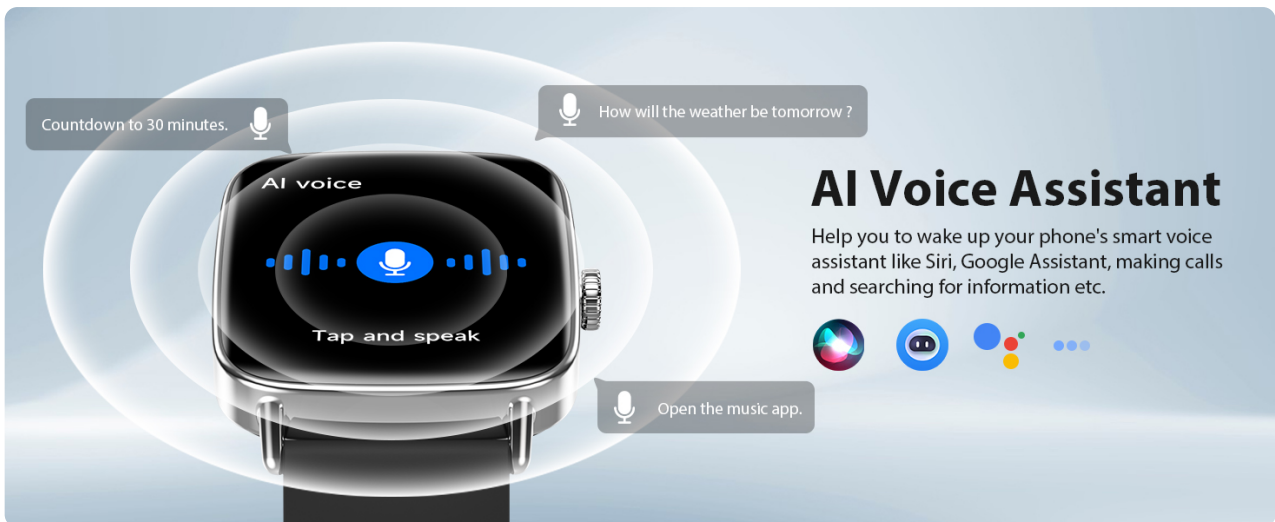 Countdown to 30 minutes.
How will the weather be tomorrow ?
AI voice
Tap and speak
Open the music app.
AI Voice Assistant
Help you to wake up your phone's smart voice
assistant like Siri, Google Assistant, making calls
and searching for information etc.